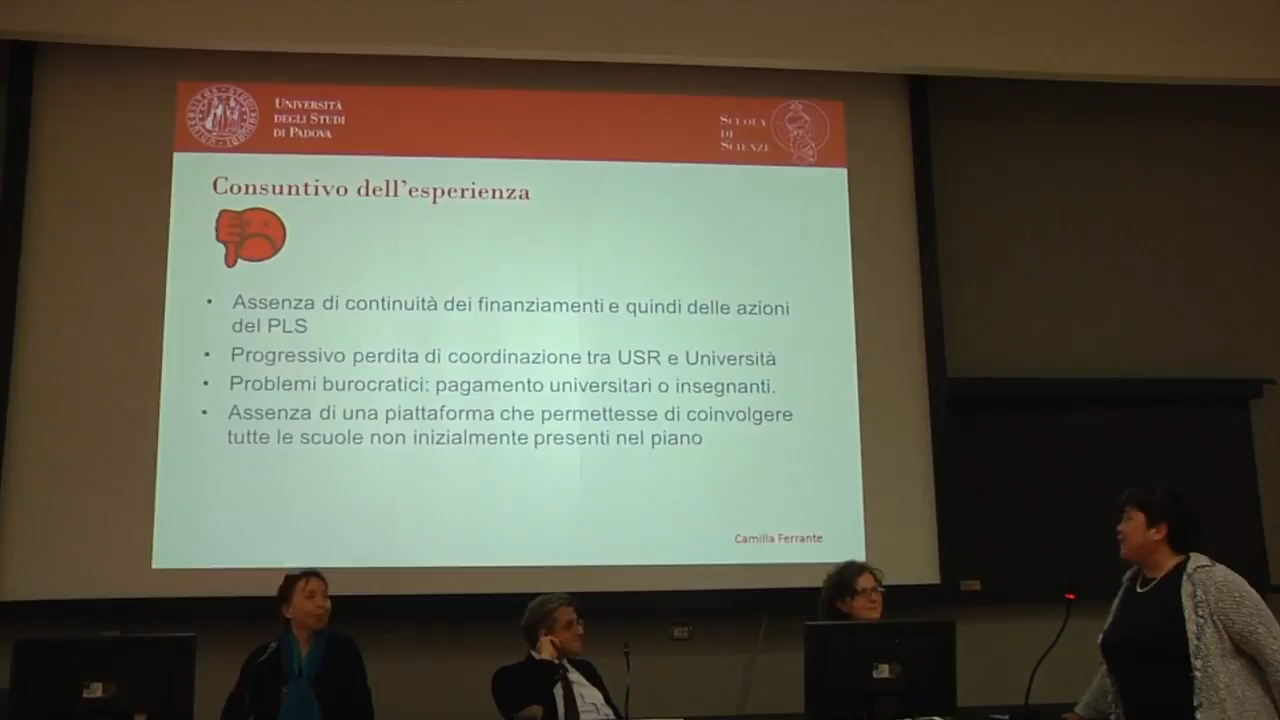 UNIVERSITÀ
DEGLI STUDI
DI PADOVA
SCUOLA
DI
SCIENZE
Consuntivo dell'esperienza
• Assenza di continuità dei finanziamenti e quindi delle azioni
del PLS
• Progressivo perdita di coordinazione tra USR e Università
• Problemi burocratici: pagamento universitari o insegnanti.
• Assenza di una piattaforma che permettesse di coinvolgere
tutte le scuole non inizialmente presenti nel piano
Camilla Ferrante